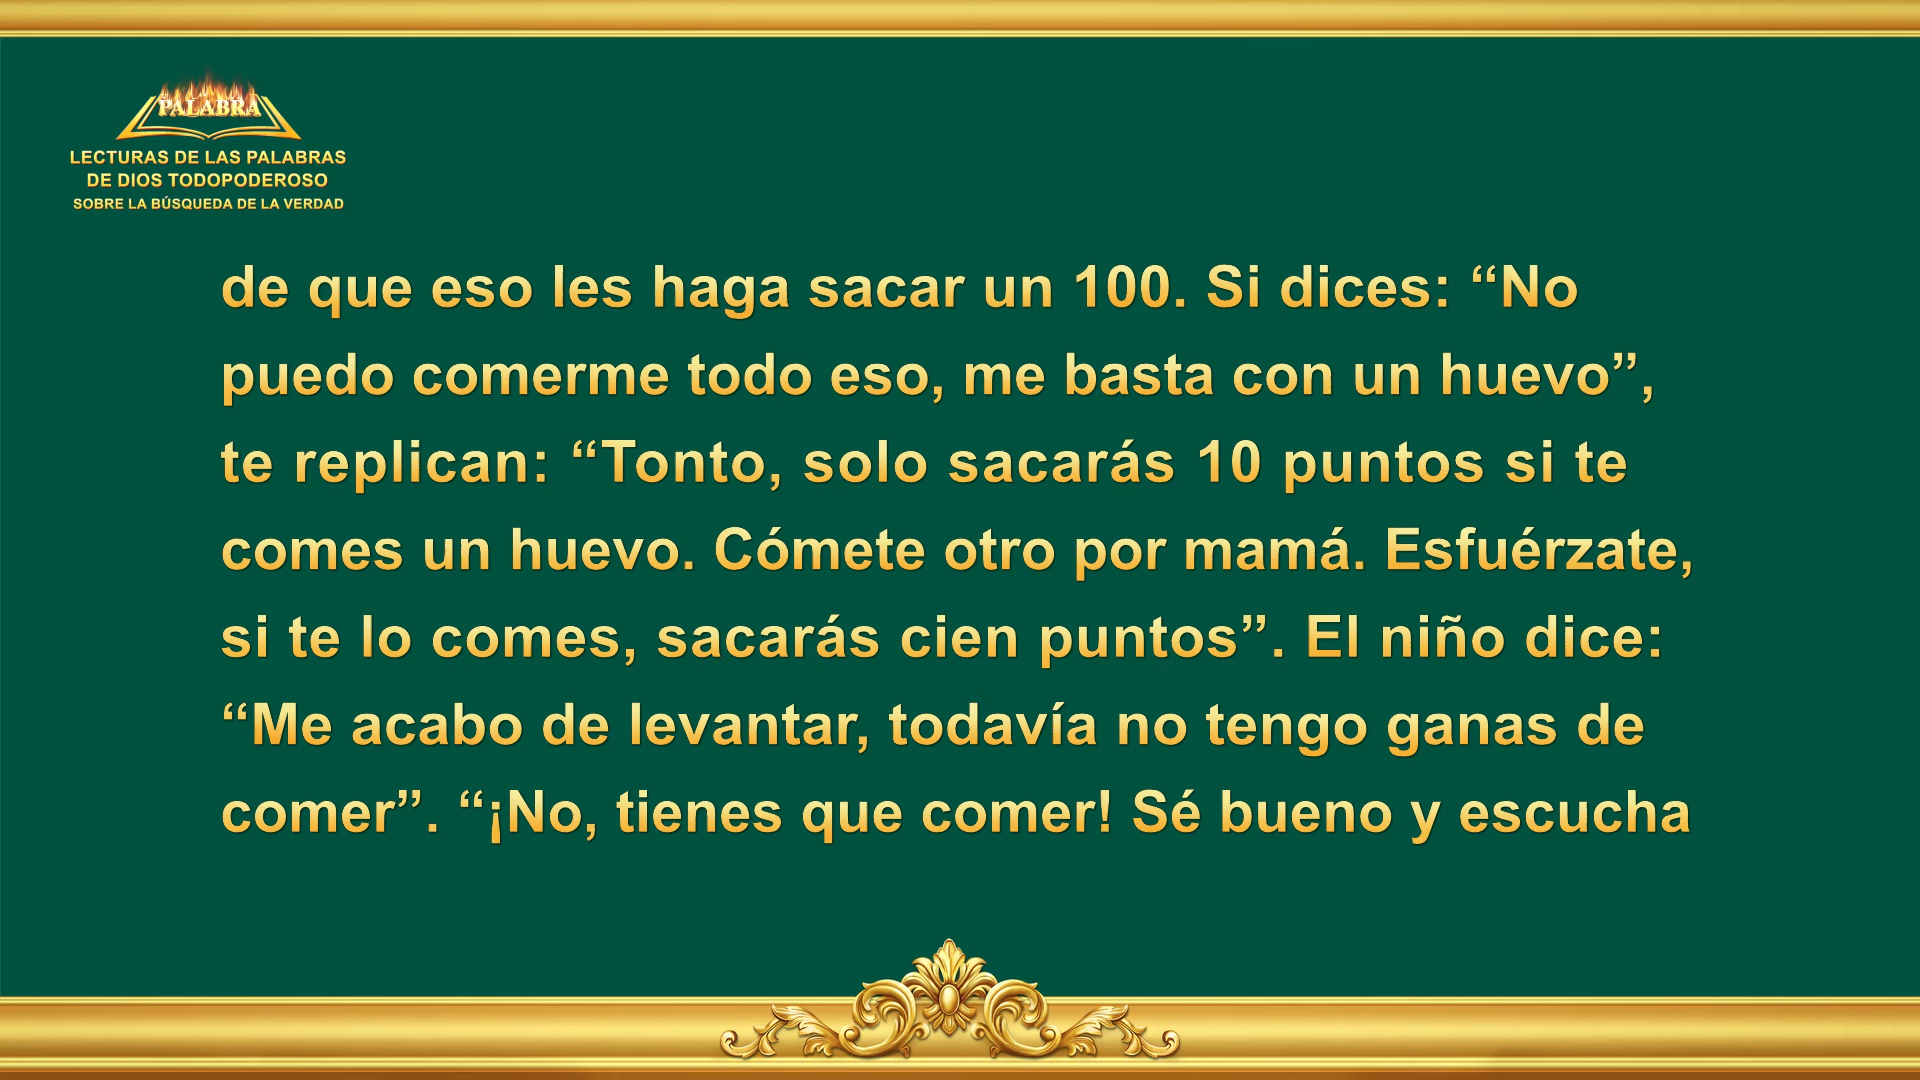 PALABRA
LECTURAS DE LAS PALABRAS
DE DIOS TODOPODEROSO
SOBRE LA BÚSQUEDA DE LA VERDAD
de que eso les haga sacar un 100. Si dices: “No
puedo comerme todo eso, me basta con un huevo”,
te replican: “Tonto, solo sacarás 10 puntos si te
comes un huevo. Cómete otro por mamá. Esfuérzate,
si te lo comes, sacarás cien puntos”. El niño dice:
“Me acabo de levantar, todavía no tengo ganas de
comer”. “¡No, tienes que comer! Sé bueno y escucha